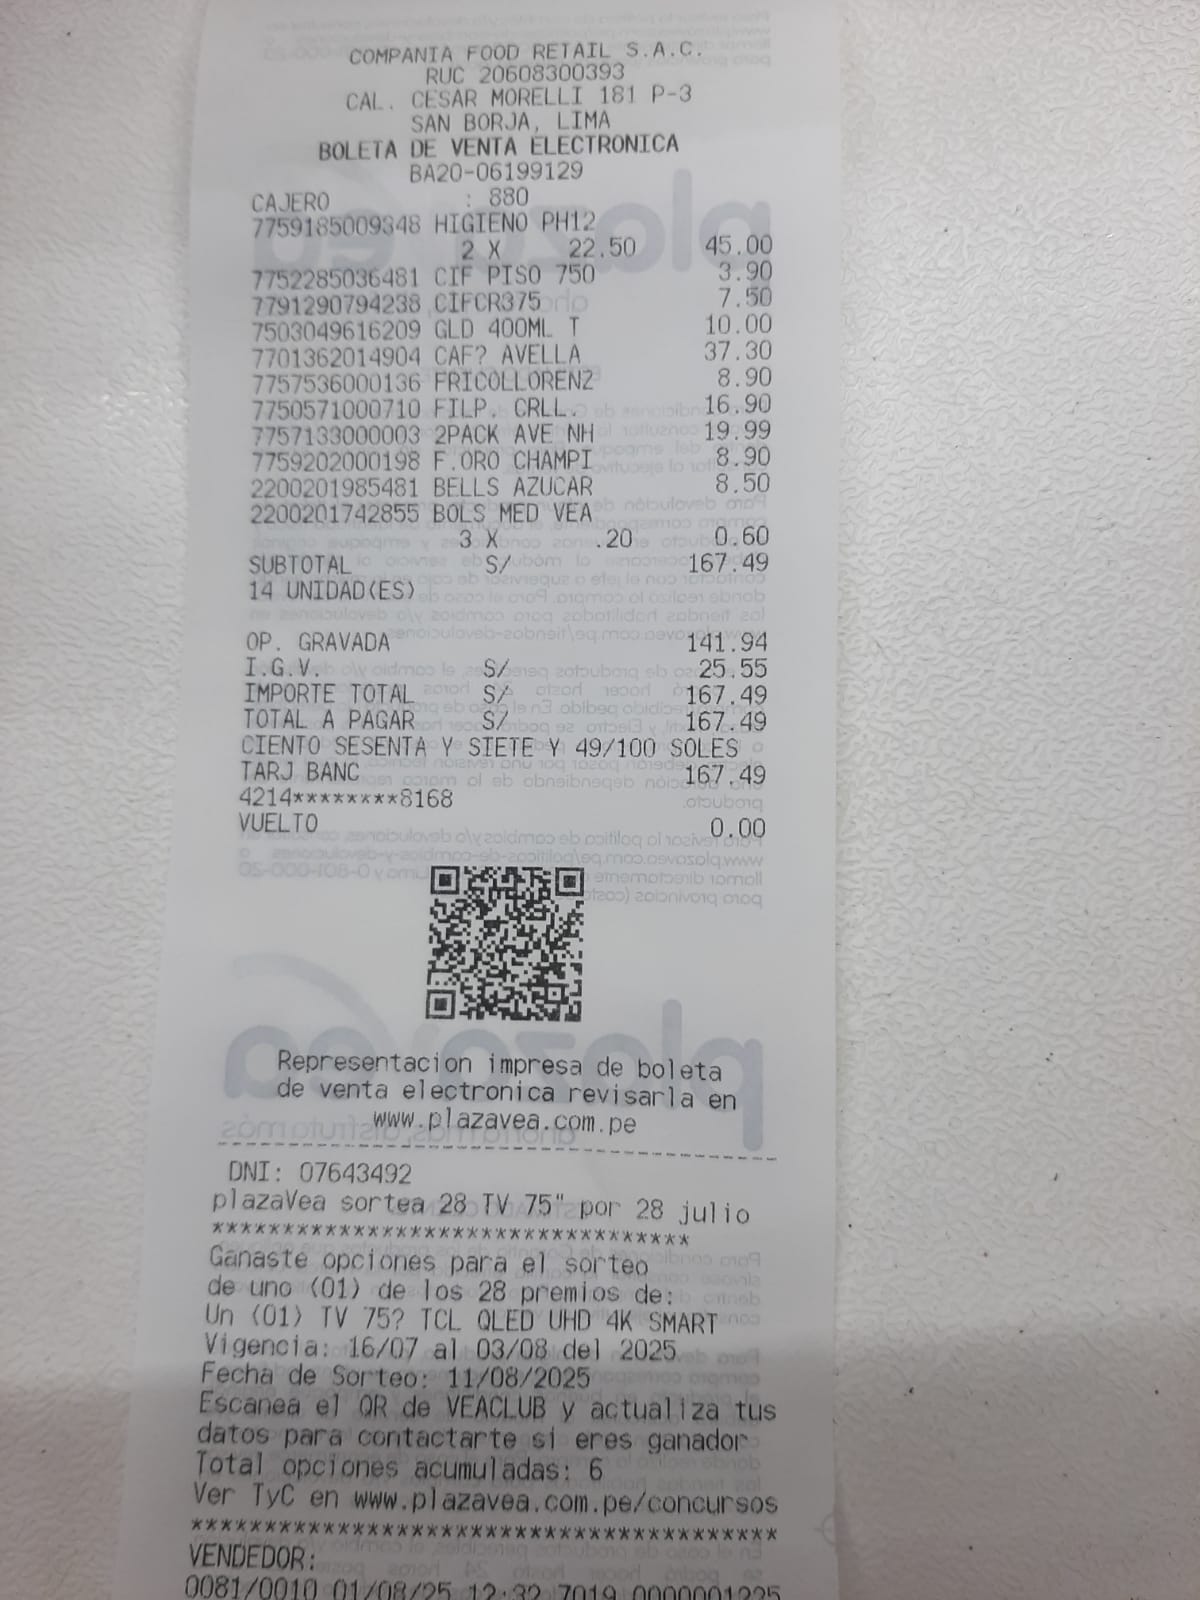 COMPANIA FOOD RETAIL S.A.C.
RUC 20608300393
CAL. CESAR MORELLI 181 P-3
SAN BORJA, LIMA
BOLETA DE VENTA ELECTRONICA
BA20-06199129
CAJERO : 880
7759185009348 HIGIENO PH12
2 X 22.50 45.00
7752285036481 CIF PISO 750 3.90
7791290794238 CIFCR375 7.50
7503049616209 GLD 400ML T 10.00
7701362014904 CAF? AVELLA 37.30
7757536000136 FRICOLLORENZ 8.90
7750571000710 FILP. CRLL. 16.90
7757133000003 2PACK AVE NH 19.99
7759202000198 F.ORO CHAMPI 8.90
2200201985481 BELLS AZUCAR 8.50
2200201742855 BOLS MED VEA
3 X .20 0.60
SUBTOTAL S/ 167.49
14 UNIDAD(ES)
OP. GRAVADA 141.94
I.G.V. S/ 25.55
IMPORTE TOTAL S/ 167.49
TOTAL A PAGAR S/ 167.49
CIENTO SESENTA Y SIETE Y 49/100 SOLES
TARJ BANC 167.49
4214********8168
VUELTO 0.00
Representacion impresa de boleta
de venta electronica revisarla en
www.plazavea.com.pe
DNI: 07643492
plazaVea sortea 28 TV 75" por 28 julio
**********************************
Ganaste opciones para el sorteo
de uno (01) de los 28 premios de:
Un (01) TV 75? TCL QLED UHD 4K SMART
Vigencia: 16/07 al 03/08 del 2025
Fecha de Sorteo: 11/08/2025
Escanea el QR de VEACLUB y actualiza tus
datos para contactarte si eres ganador
Total opciones acumuladas: 6
Ver TyC en www.plazavea.com.pe/concursos
****************************************
VENDEDOR:
0081/0010 01/08/25 12:32 7019 0000001225